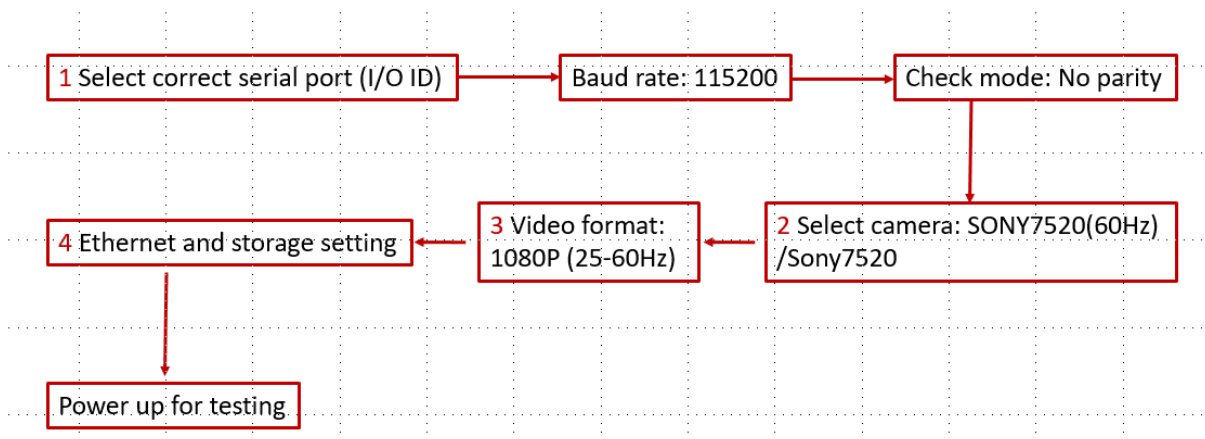 1 Select correct serial port (I/O ID)
Baud rate: 115200
Check mode: No parity
2 Select camera: SONY7520(60Hz)
/Sony7520
3 Video format:
1080P (25-60Hz)
4 Ethernet and storage setting
Power up for testing